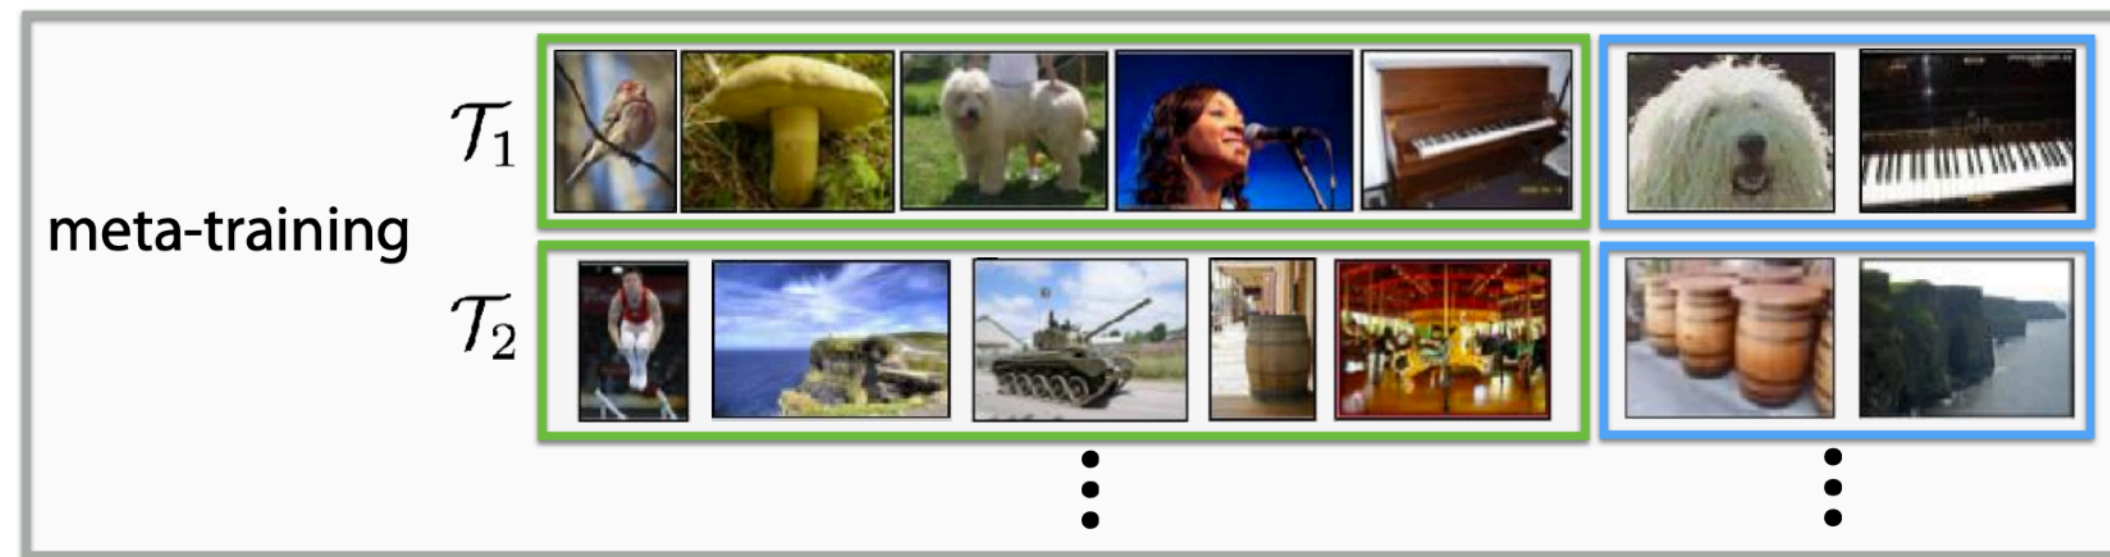 𝒯₁
meta-training
𝒯₂